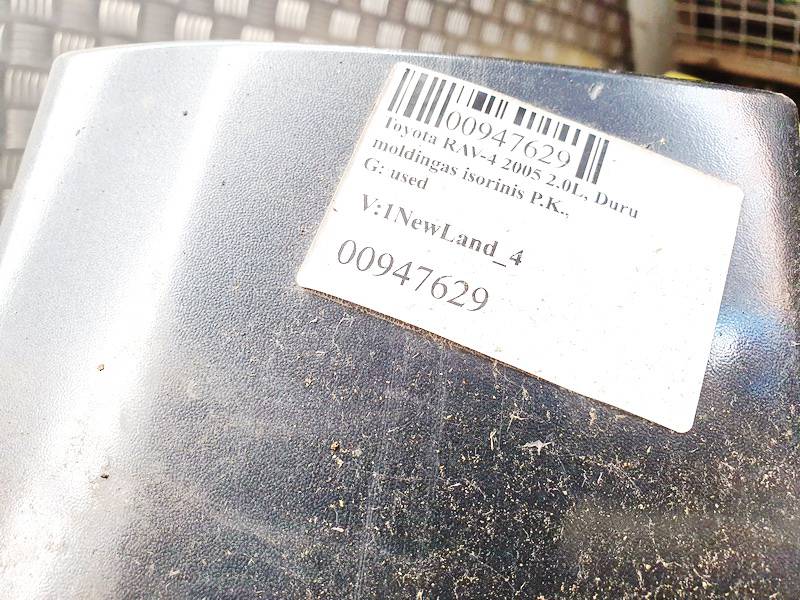 00947629
Toyota RAV-4 2005 2.0L, Duru
moldingas isorinis P.K.,
G: used
V:1NewLand_4
00947629